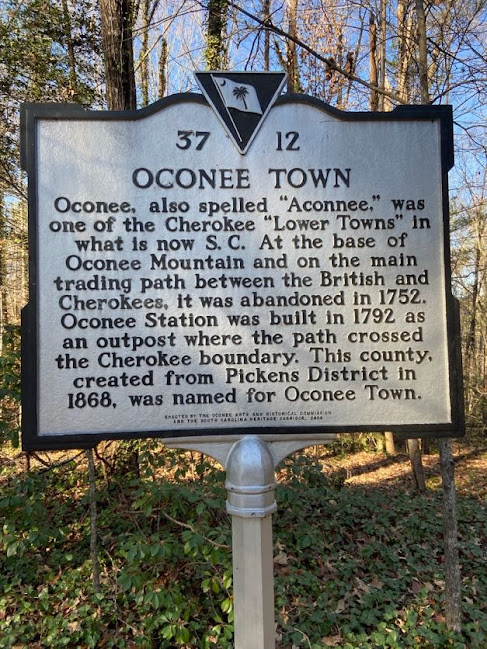 37 12
OCONEE TOWN
Oconee, also spelled "Aconnee," was
one of the Cherokee "Lower Towns" in
what is now S. C. At the base of
Oconee Mountain and on the main
trading path between the British and
Cherokees, it was abandoned in 1752.
Oconee Station was built in 1792 as
an outpost where the path crossed
the Cherokee boundary. This county,
created from Pickens District in
1868, was named for Oconee Town.
ERECTED BY THE OCONEE ARTS AND HISTORICAL COMMISSION
AND THE SOUTH CAROLINA HERITAGE CORRIDOR,